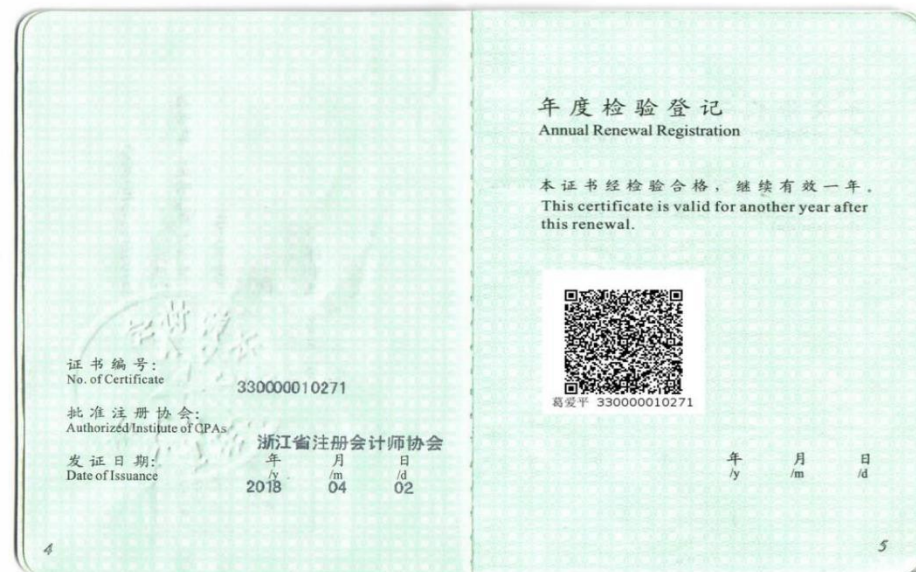 证书编号:
No. of Certificate
330000010271
批准注册协会:
Authorized Institute of CPAs
浙江省注册会计师协会
发证日期: 年 月 日
Date of Issuance /y /m /d
2018 04 02
4
年度检验登记
Annual Renewal Registration
本证书经检验合格，继续有效一年。
This certificate is valid for another year after
this renewal.
葛爱平 330000010271
年 月 日
/y /m /d
5